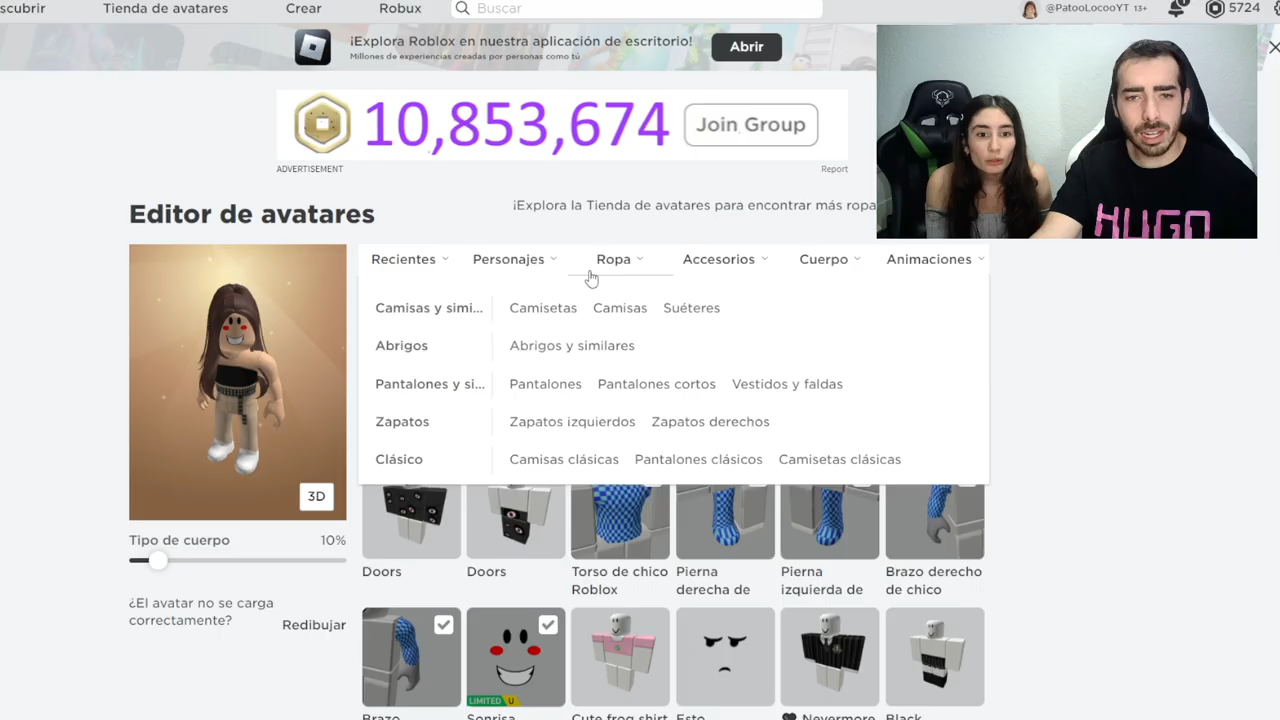 scubrir Tienda de avatares Crear Robux Buscar @PatooLocooYT 13+ 1 5724
¡Explora Roblox en nuestra aplicación de escritorio!
Millones de experiencias creadas por personas como tú
Abrir
10,853,674 Join Group
ADVERTISEMENT Report
Editor de avatares
¡Explora la Tienda de avatares para encontrar más ropa
HUGO
Recientes Personajes Ropa Accesorios Cuerpo Animaciones
Camisas y simi... Camisetas Camisas Suéteres
Abrigos Abrigos y similares
Pantalones y si... Pantalones Pantalones cortos Vestidos y faldas
Zapatos Zapatos izquierdos Zapatos derechos
Clásico Camisas clásicas Pantalones clásicos Camisetas clásicas
3D
Tipo de cuerpo 10%
¿El avatar no se carga
correctamente?
Redibujar
Doors
Doors
Torso de chico
Roblox
Pierna
derecha de
Pierna
izquierda de
Brazo derecho
de chico
LIMITED U
Brazo
Sonrisa
Cute frog shirt
Esto
Nevermore
Black